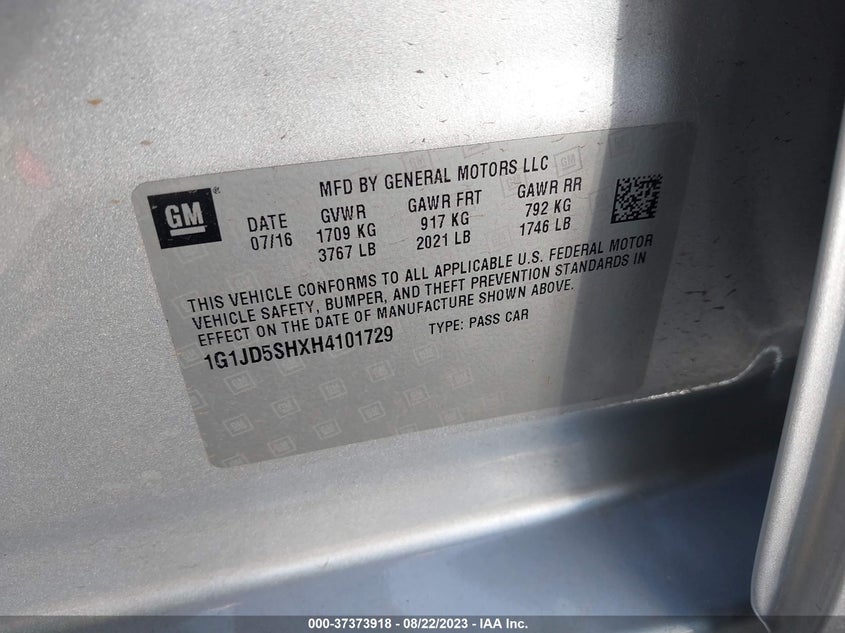 MFD BY GENERAL MOTORS LLC
GM®
DATE GVWR GAWR FRT GAWR RR
07/16 1709 KG 917 KG 792 KG
3767 LB 2021 LB 1746 LB
THIS VEHICLE CONFORMS TO ALL APPLICABLE U.S. FEDERAL MOTOR
VEHICLE SAFETY, BUMPER, AND THEFT PREVENTION STANDARDS IN
EFFECT ON THE DATE OF MANUFACTURE SHOWN ABOVE.
1G1JD5SHXH4101729 TYPE: PASS CAR
000-37373918 - 08/22/2023 - IAA Inc.